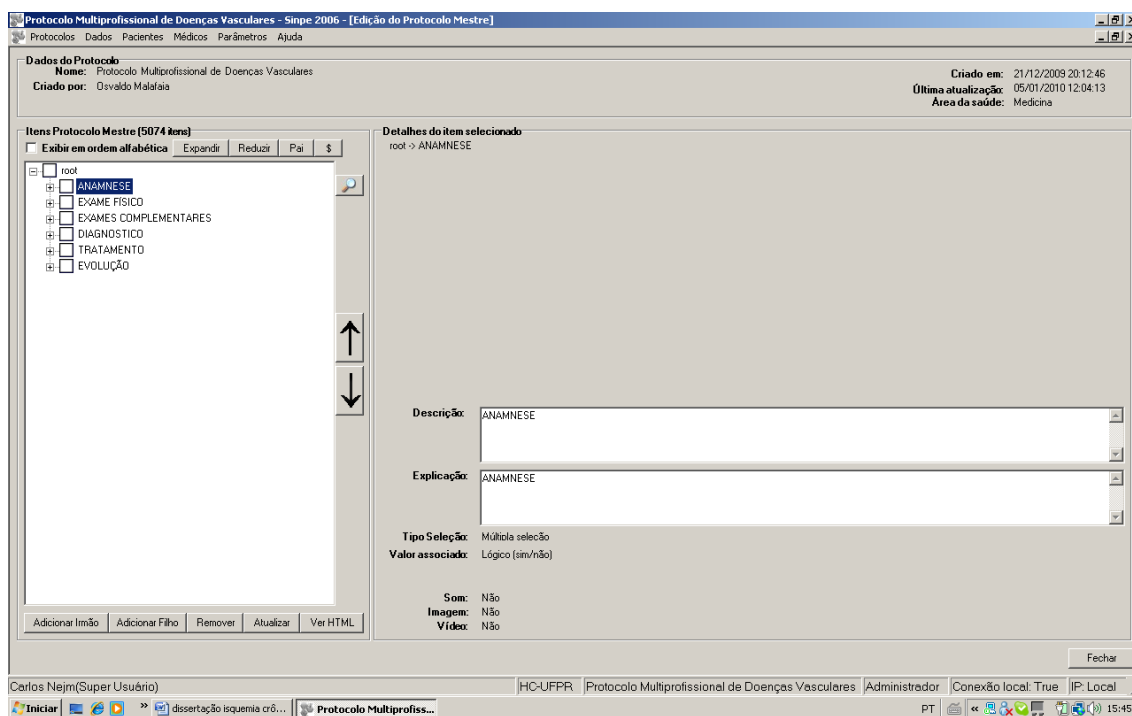 Protocolo Multiprofissional de Doenças Vasculares - Sinpe 2006 - [Edição do Protocolo Mestre]
Protocolos Dados Pacientes Médicos Parâmetros Ajuda
Dados do Protocolo
Nome: Protocolo Multiprofissional de Doenças Vasculares
Criado por: Osvaldo Malafaia
Criado em: 21/12/2009 20:12:46
Última atualização: 05/01/2010 12:04:13
Área da saúde: Medicina
Itens Protocolo Mestre (5074 itens)
Exibir em ordem alfabética Expandir Reduzir Pai $
root
ANAMNESE
EXAME FÍSICO
EXAMES COMPLEMENTARES
DIAGNOSTICO
TRATAMENTO
EVOLUÇÃO
Adicionar Irmão Adicionar Filho Remover Atualizar Ver HTML
Detalhes do item selecionado
root -> ANAMNESE
Descrição: ANAMNESE
Explicação: ANAMNESE
Tipo Seleção: Múltipla seleção
Valor associado: Lógico (sim/não)
Som: Não
Imagem: Não
Vídeo: Não
Fechar
Carlos Nejm(Super Usuário) HC-UFPR Protocolo Multiprofissional de Doenças Vasculares Administrador Conexão local: True IP: Local
Iniciar » dissertação isquemia crô... Protocolo Multiprofiss... PT « 15:45